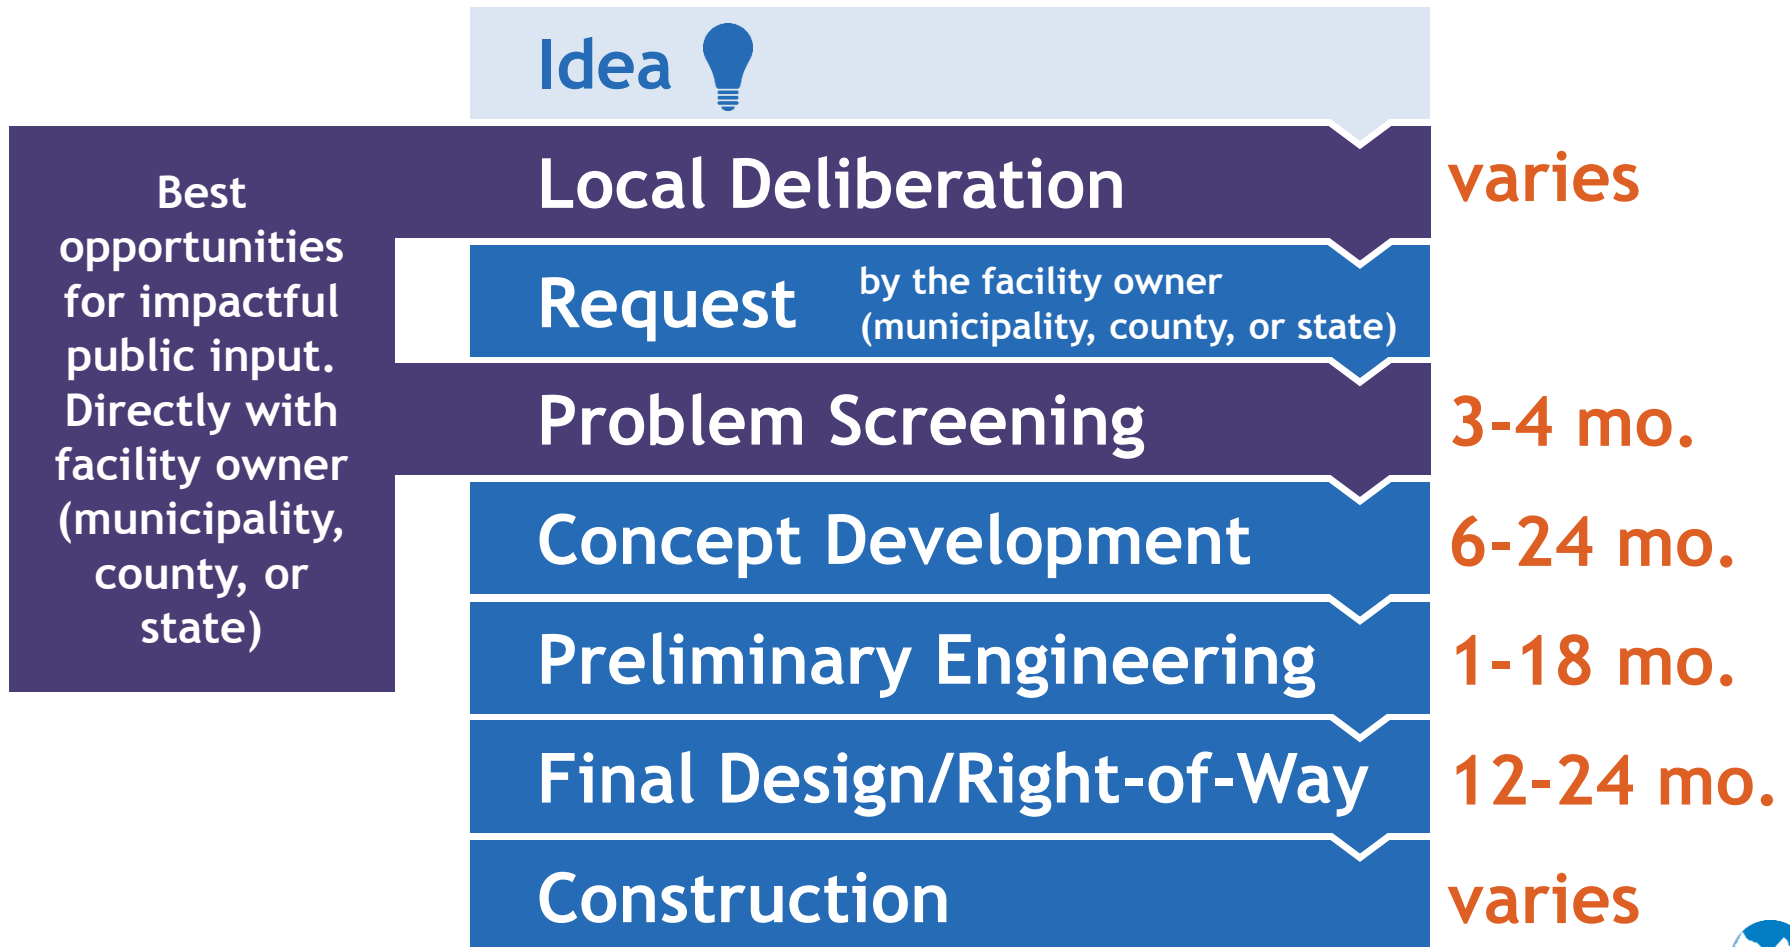 Idea
Best
opportunities
for impactful
public input.
Directly with
facility owner
(municipality,
county, or
state)
Local Deliberation
varies
Request
by the facility owner
(municipality, county, or state)
Problem Screening
3-4 mo.
Concept Development
6-24 mo.
Preliminary Engineering
1-18 mo.
Final Design/Right-of-Way
12-24 mo.
Construction
varies